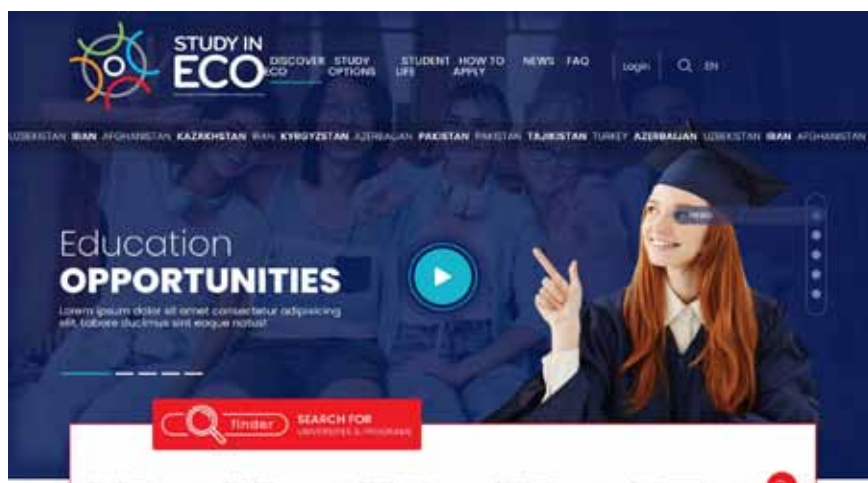 STUDY IN
ECO
DISCOVER ECO
STUDY OPTIONS
STUDENT LIFE
HOW TO APPLY
NEWS
FAQ
Login
EN
UZBEKISTAN IRAN AFGHANISTAN KAZAKHSTAN IRAN KYRGYZSTAN AZERBAIJAN PAKISTAN PAKISTAN TAJIKISTAN TURKEY AZERBAIJAN UZBEKISTAN IRAN AFGHANISTAN
Education
OPPORTUNITIES
Lorem ipsum dolor sit amet consectetur adipisicing
elit, labore ducimus sint eaque natus!
finder
SEARCH FOR
UNIVERSITIES & PROGRAMS